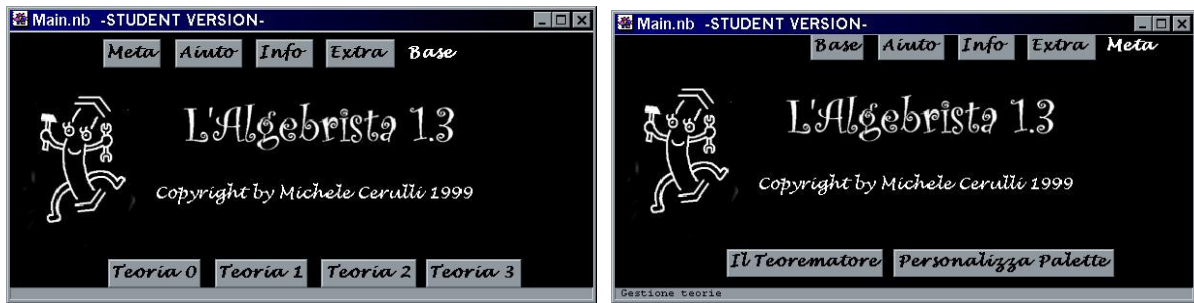 Main.nb -STUDENT VERSION-
Meta Aiuto Info Extra Base
L'Algebrista 1.3
Copyright by Michele Cerulli 1999
Teoria 0 Teoria 1 Teoria 2 Teoria 3
Main.nb -STUDENT VERSION-
Base Aiuto Info Extra Meta
L'Algebrista 1.3
Copyright by Michele Cerulli 1999
Il Teorematore Personalizza Palette
Gestione teorie